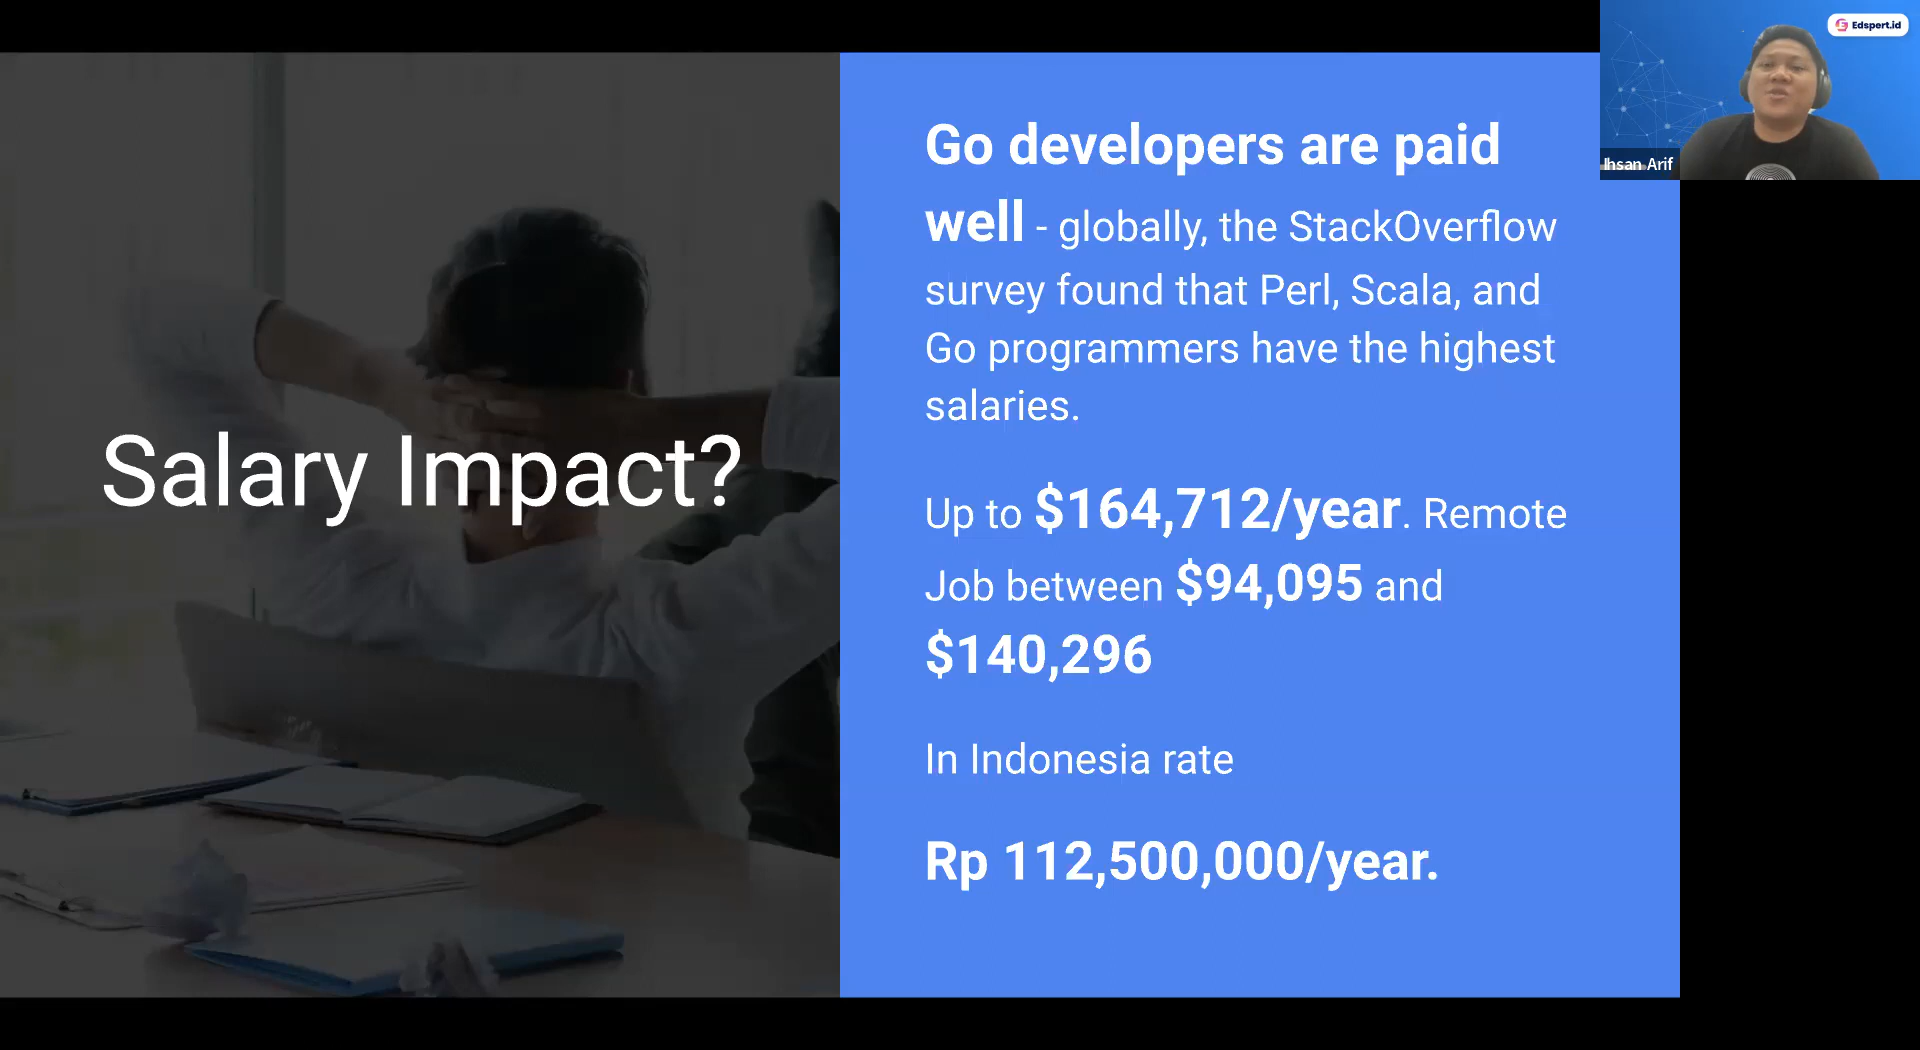 Edspert.id
Ihsan Arif
Salary Impact?
Go developers are paid
well - globally, the StackOverflow
survey found that Perl, Scala, and
Go programmers have the highest
salaries.
Up to $164,712/year. Remote
Job between $94,095 and
$140,296
In Indonesia rate
Rp 112,500,000/year.